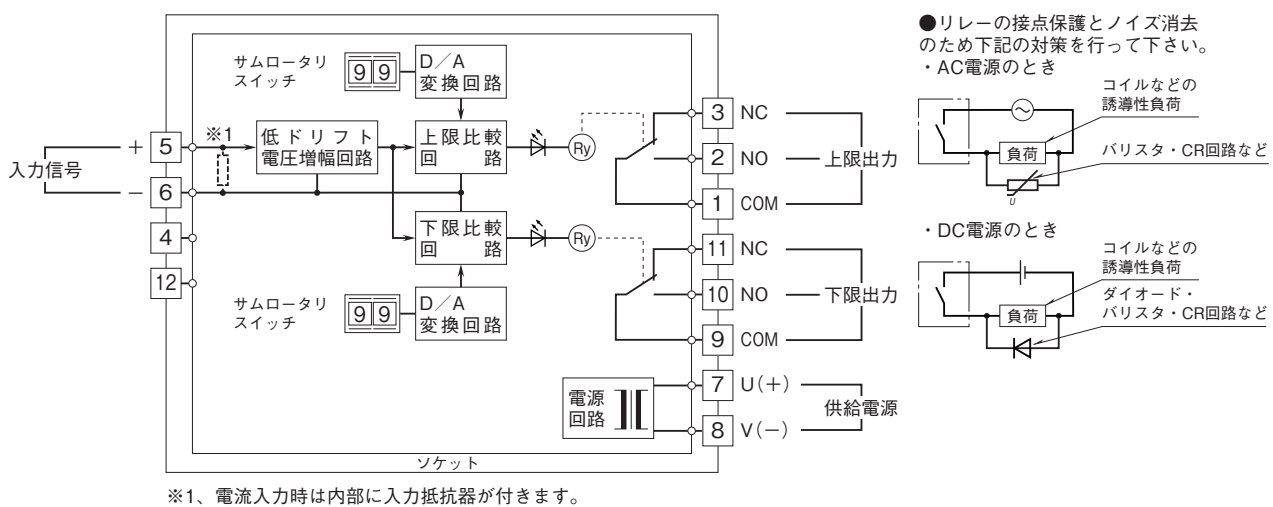 サムロータリ
スイッチ
9 9
D／A
変換回路
※1
低ドリフト
電圧増幅回路
上限比較
回 路
Ry
入力信号
＋ 5
－ 6
4
12
下限比較
回 路
Ry
サムロータリ
スイッチ
9 9
D／A
変換回路
電源
回路
3 NC
2 NO
1 COM
上限出力
11 NC
10 NO
9 COM
下限出力
7 U(＋)
8 V(－)
供給電源
ソケット
※1、電流入力時は内部に入力抵抗器が付きます。
●リレーの接点保護とノイズ消去
のため下記の対策を行って下さい。
・AC電源のとき
コイルなどの
誘導性負荷
負荷
バリスタ・CR回路など
U
・DC電源のとき
コイルなどの
誘導性負荷
負荷
ダイオード・
バリスタ・CR回路など